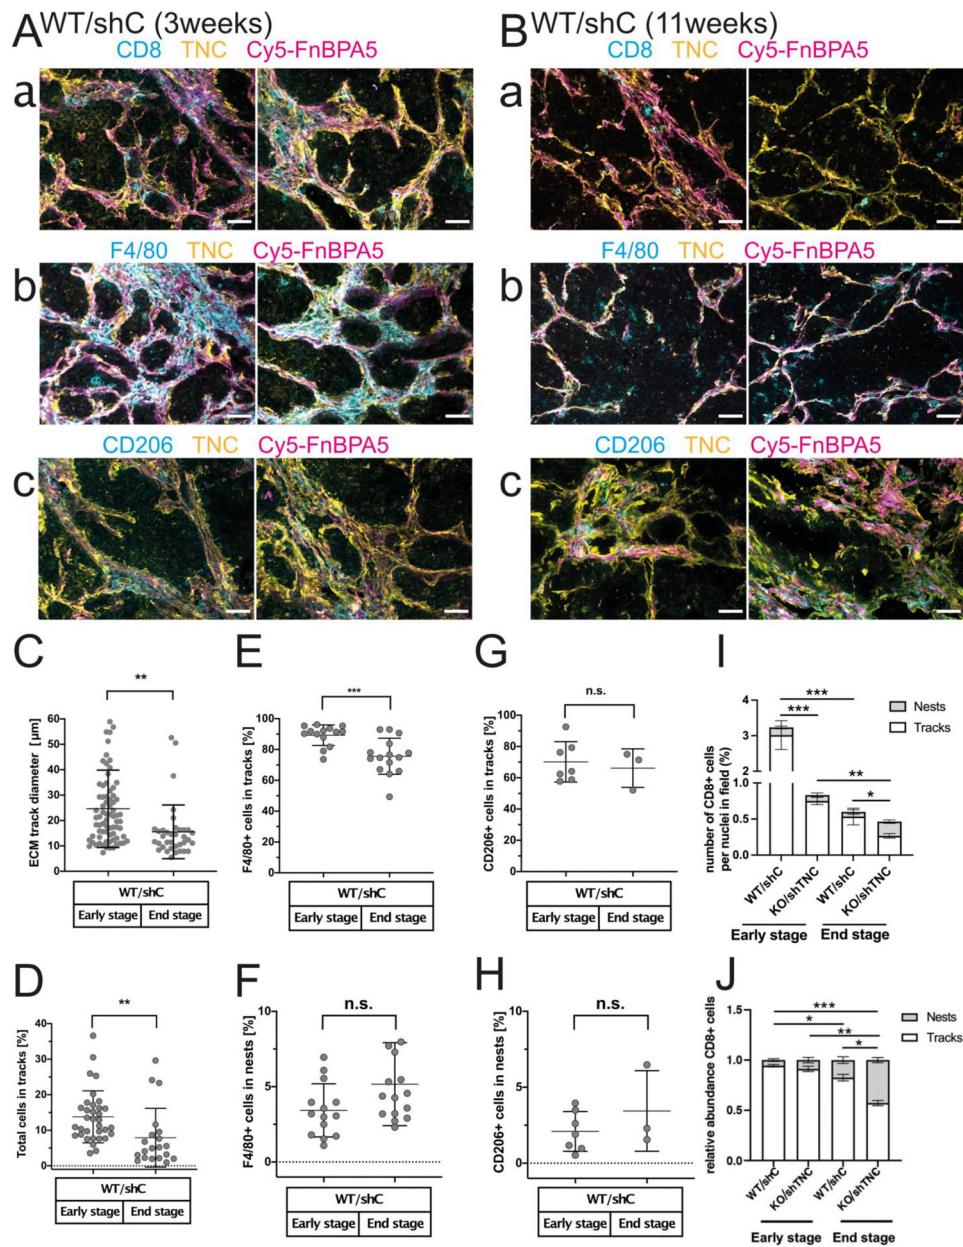 A WT/shC (3weeks)
CD8 TNC Cy5-FnBPA5
a
F4/80 TNC Cy5-FnBPA5
b
CD206 TNC Cy5-FnBPA5
c
B WT/shC (11weeks)
CD8 TNC Cy5-FnBPA5
a
F4/80 TNC Cy5-FnBPA5
b
CD206 TNC Cy5-FnBPA5
c
C
**
ECM track diameter [µm]
60
50
40
30
20
10
0
WT/shC
Early stage End stage
E
***
F4/80+ cells in tracks [%]
100
80
60
40
20
0
WT/shC
Early stage End stage
G
n.s.
CD206+ cells in tracks [%]
100
80
60
40
20
0
WT/shC
Early stage End stage
I
Nests
Tracks
***
***
**
*
number of CD8+ cells
per nuclei in field (%)
4
3
2
1.0
0.5
0.0
WT/shC
KO/shTNC
WT/shC
KO/shTNC
Early stage End stage
D
**
Total cells in tracks [%]
40
30
20
10
0
WT/shC
Early stage End stage
F
n.s.
F4/80+ cells in nests [%]
10
5
0
WT/shC
Early stage End stage
H
n.s.
CD206+ cells in nests [%]
10
5
0
WT/shC
Early stage End stage
J
Nests
Tracks
***
*
**
*
relative abundance CD8+ cells
1.5
1.0
0.5
0.0
WT/shC
KO/shTNC
WT/shC
KO/shTNC
Early stage End stage